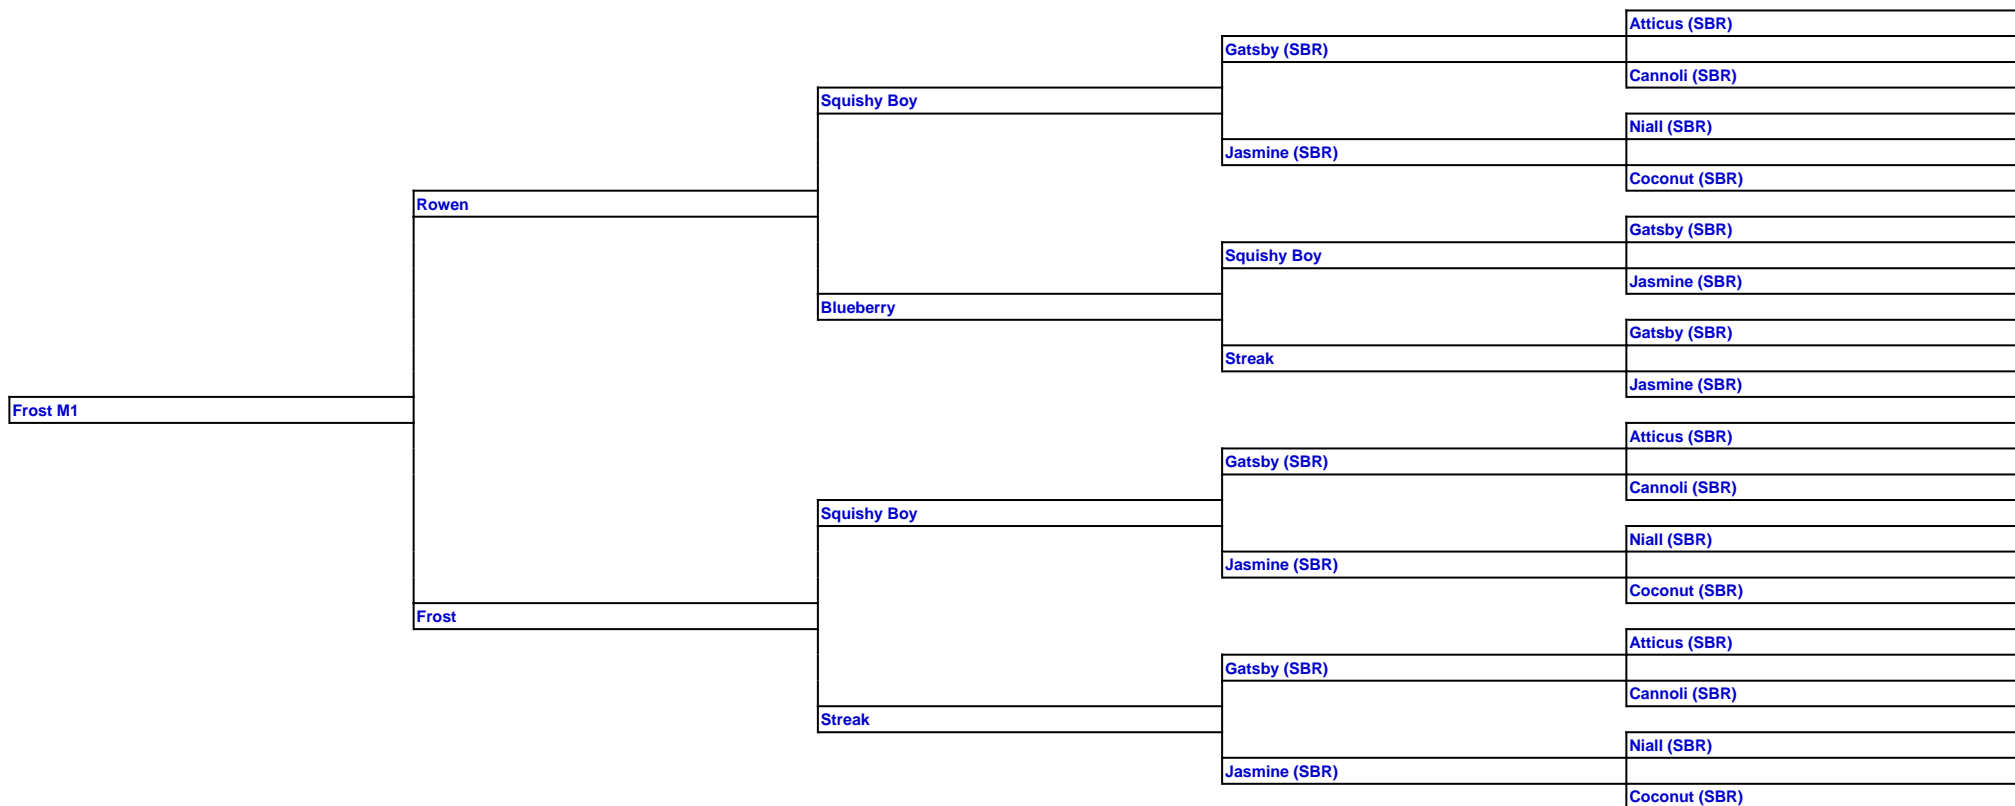 Atticus (SBR)
Gatsby (SBR)
Cannoli (SBR)
Squishy Boy
Niall (SBR)
Jasmine (SBR)
Coconut (SBR)
Rowen
Gatsby (SBR)
Squishy Boy
Jasmine (SBR)
Blueberry
Gatsby (SBR)
Streak
Jasmine (SBR)
Frost M1
Atticus (SBR)
Gatsby (SBR)
Cannoli (SBR)
Squishy Boy
Niall (SBR)
Jasmine (SBR)
Coconut (SBR)
Frost
Atticus (SBR)
Gatsby (SBR)
Cannoli (SBR)
Streak
Niall (SBR)
Jasmine (SBR)
Coconut (SBR)